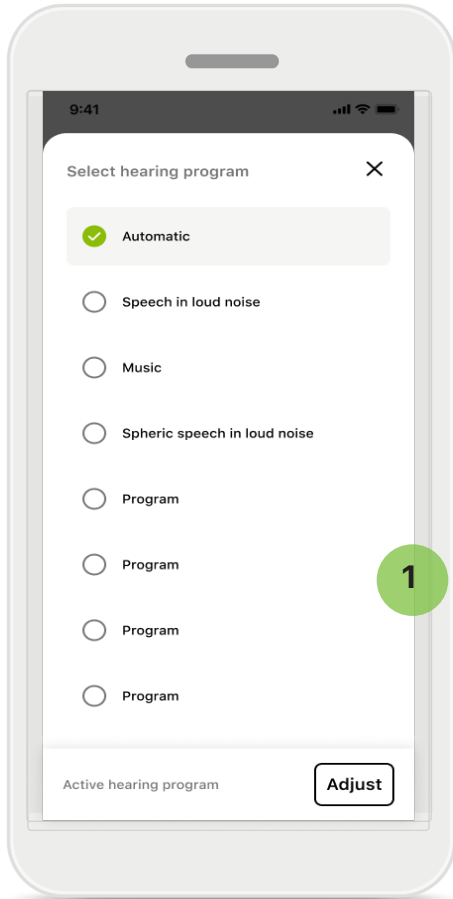 9:41
Select hearing program
Automatic
Speech in loud noise
Music
Spheric speech in loud noise
Program
Program
1
Program
Program
Active hearing program
Adjust